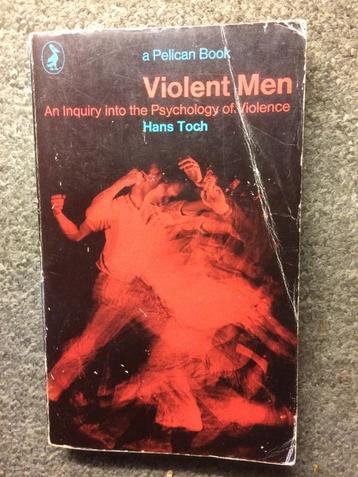 a Pelican Book
Violent Men
An Inquiry into the Psychology of Violence
Hans Toch